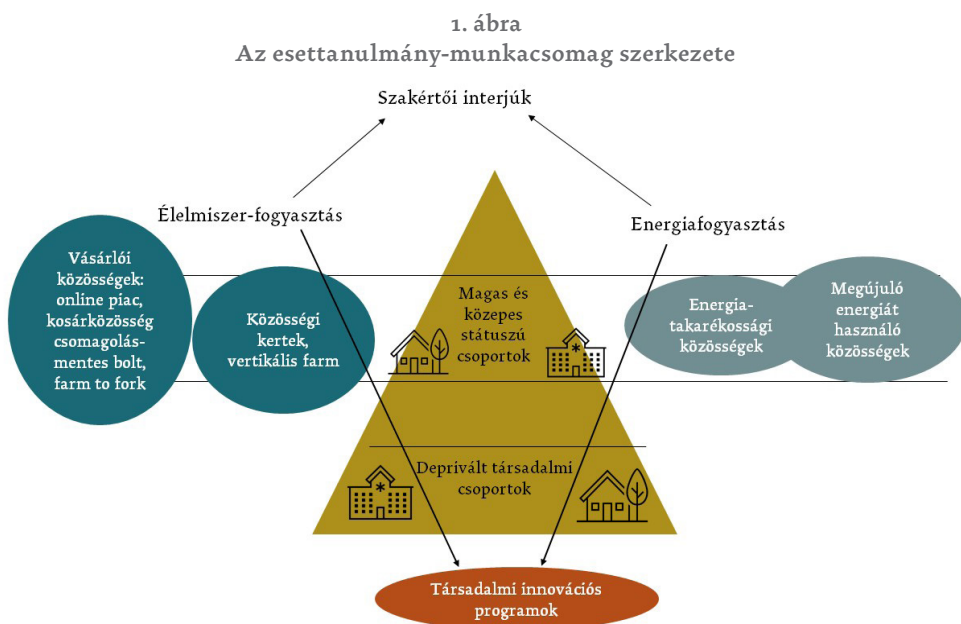 1. ábra
Az esettanulmány-munkacsomag szerkezete
Szakértői interjúk
Élelmiszer-fogyasztás
Energiafogyasztás
Vásárlói
közösségek:
online piac,
kosárközösség
csomagolás-
mentes bolt,
farm to fork
Közösségi
kertek,
vertikális farm
Magas és
közepes
státuszú
csoportok
Energia-
takarékossági
közösségek
Megújuló
energiát
használó
közösségek
Deprivált társadalmi
csoportok
Társadalmi innovációs
programok